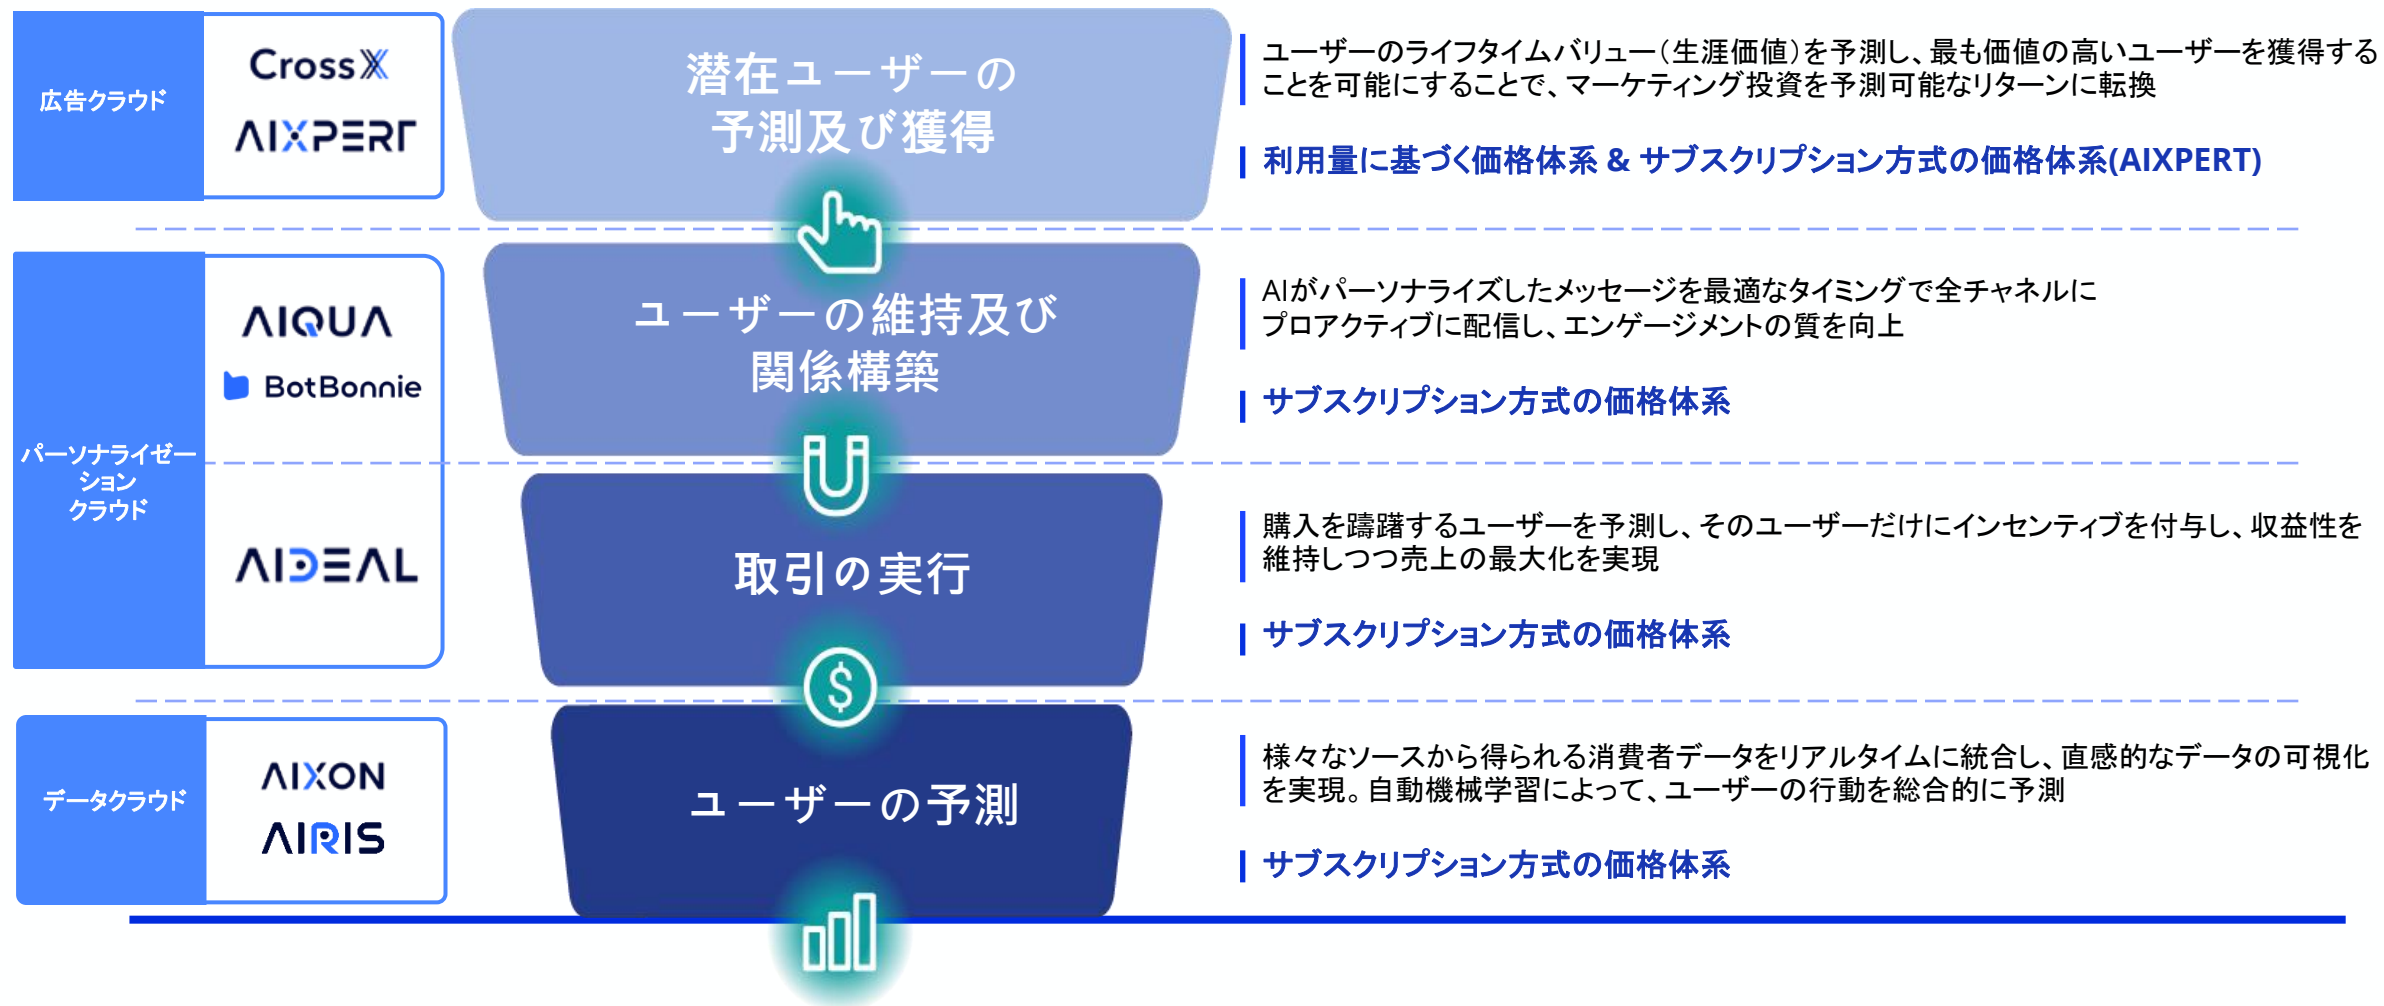 広告クラウド
CrossX
AIXPERT
潜在ユーザーの
予測及び獲得
ユーザーのライフタイムバリュー（生涯価値）を予測し、最も価値の高いユーザーを獲得する
ことを可能にすることで、マーケティング投資を予測可能なリターンに転換
利用量に基づく価格体系 & サブスクリプション方式の価格体系(AIXPERT)
パーソナライゼー
ション
クラウド
AIQUA
BotBonnie
ユーザーの維持及び
関係構築
AIがパーソナライズしたメッセージを最適なタイミングで全チャネルに
プロアクティブに配信し、エンゲージメントの質を向上
サブスクリプション方式の価格体系
AIDEAL
取引の実行
購入を躊躇するユーザーを予測し、そのユーザーだけにインセンティブを付与し、収益性を
維持しつつ売上の最大化を実現
サブスクリプション方式の価格体系
$
データクラウド
AIXON
AIRIS
ユーザーの予測
様々なソースから得られる消費者データをリアルタイムに統合し、直感的なデータの可視化
を実現。自動機械学習によって、ユーザーの行動を総合的に予測
サブスクリプション方式の価格体系